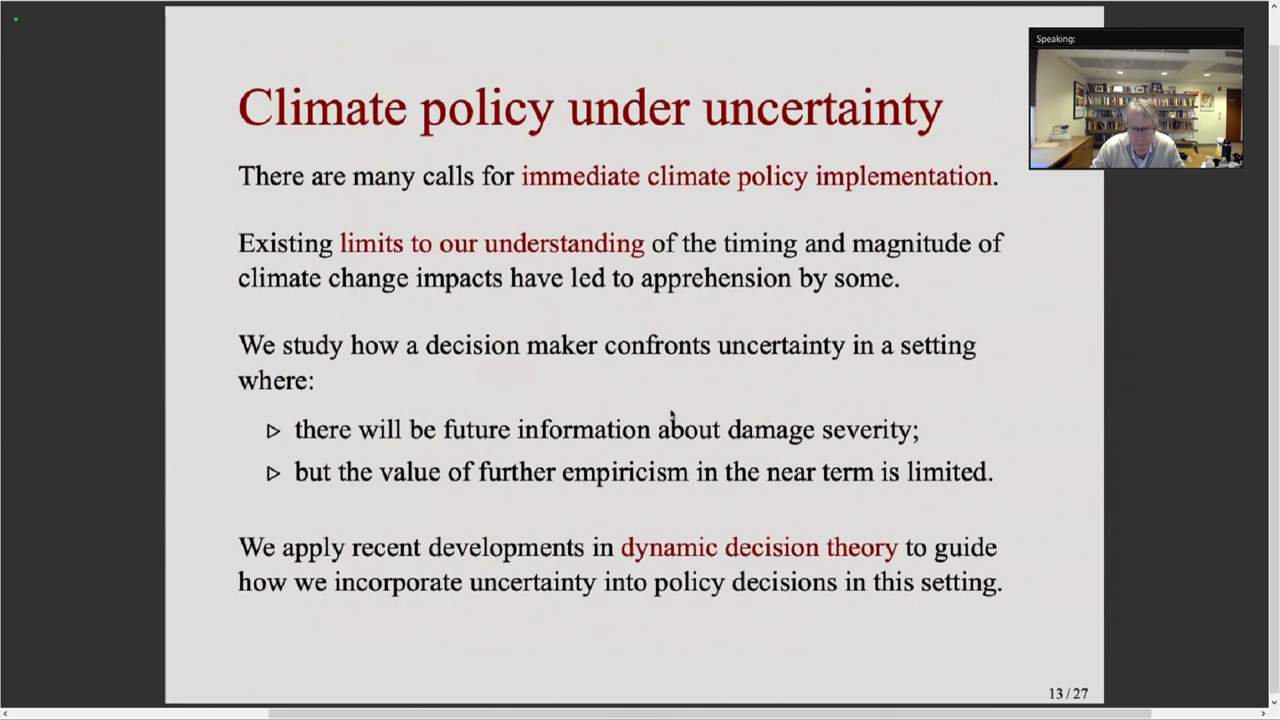 Climate policy under uncertainty
Speaking:
There are many calls for immediate climate policy implementation.
Existing limits to our understanding of the timing and magnitude of
climate change impacts have led to apprehension by some.
We study how a decision maker confronts uncertainty in a setting
where:
▷ there will be future information about damage severity;
▷ but the value of further empiricism in the near term is limited.
We apply recent developments in dynamic decision theory to guide
how we incorporate uncertainty into policy decisions in this setting.
13 / 27